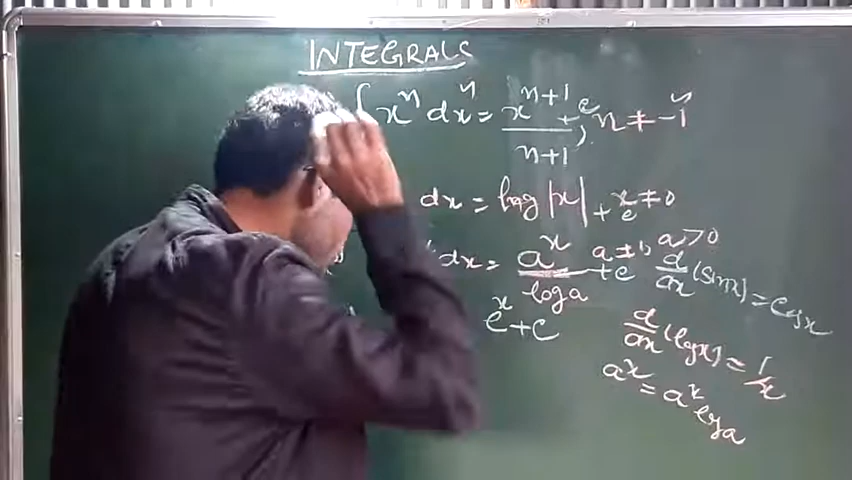 INTEGRALS
∫ xⁿ dx = xⁿ⁺¹/n+1 + c, n ≠ -1
dx = log|x| + c x ≠ 0
dx = aˣ/log a + c a ≠ 1, a > 0
eˣ + c
d/dx (sin x) = cos x
d/dx (log x) = 1/x
aˣ = aˣ log a